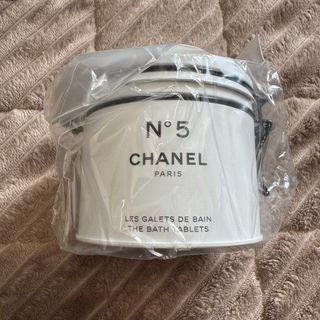 N°5
CHANEL
PARIS
LES GALETS DE BAIN
THE BATH TABLETS